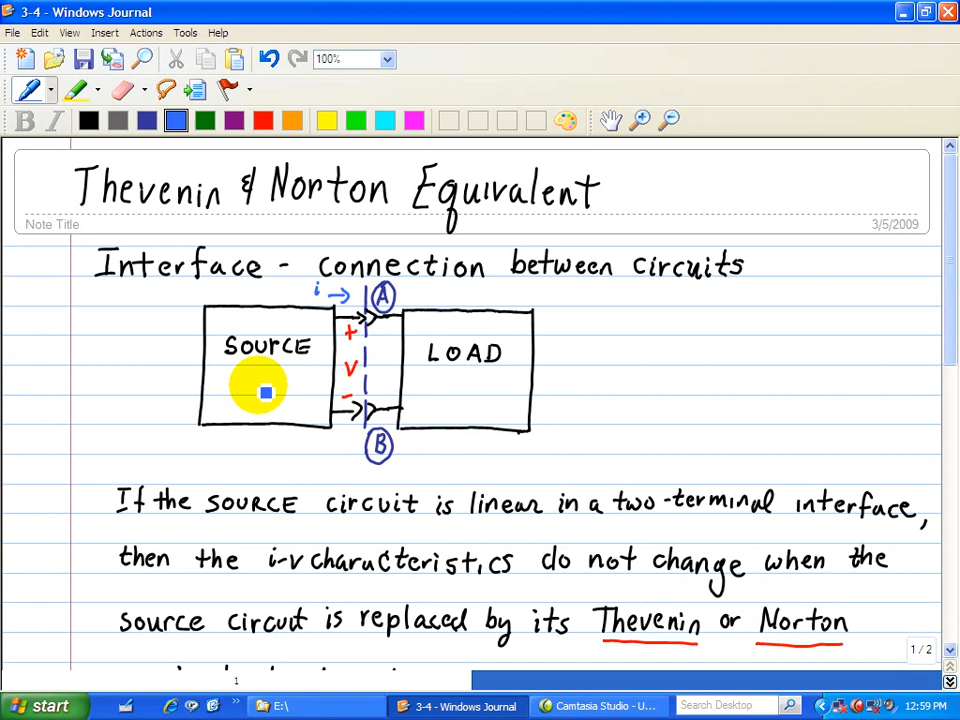 3-4 - Windows Journal
File Edit View Insert Actions Tools Help
100%
B I
Thevenin & Norton Equivalent
Note Title
3/5/2009
Interface - connection between circuits
i → A
SOURCE + LOAD
v
-
B
If the SOURCE circuit is linear in a two-terminal interface,
then the i-v characteristics do not change when the
source circuit is replaced by its Thevenin or Norton
1 / 2
1
start E:\ 3-4 - Windows Journal Camtasia Studio - U... Search Desktop 12:59 PM